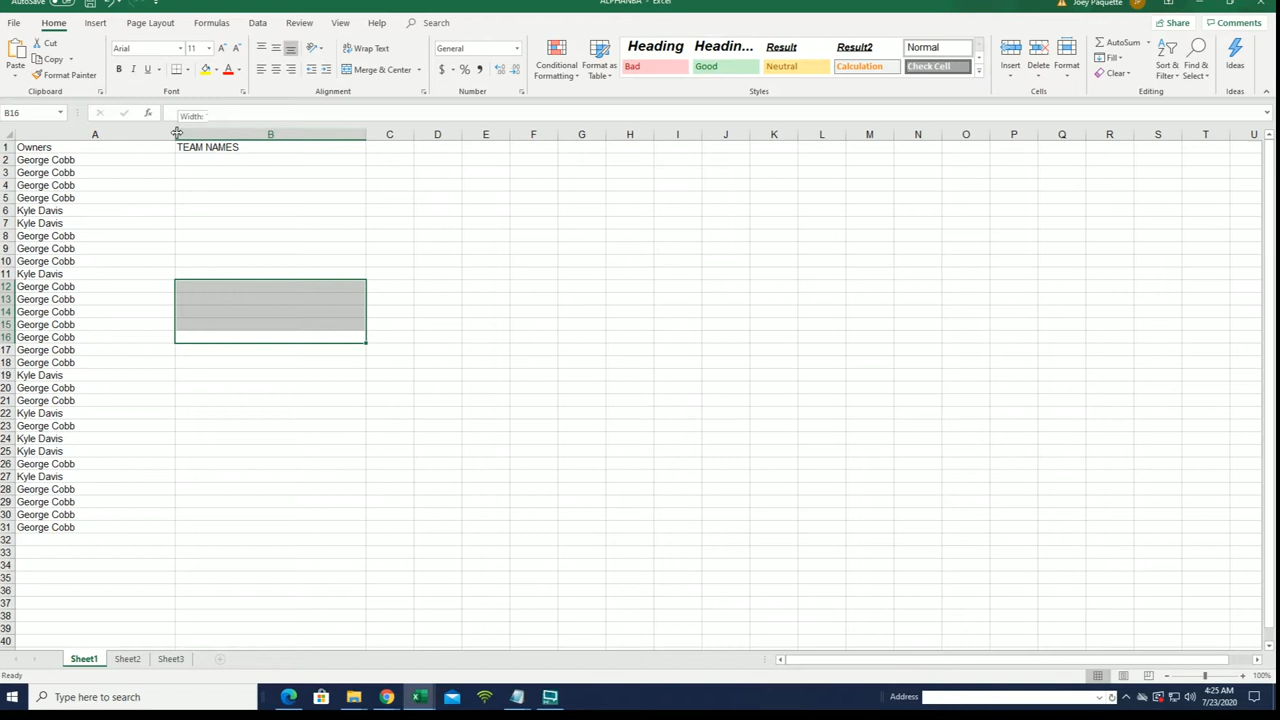 AutoSave Off
ALPHANBA - Excel
Joey Paquette JP
File Home Insert Page Layout Formulas Data Review View Help Search Share Comments
Cut
Copy
Format Painter
Paste
Arial 11
B I U
Wrap Text
Merge & Center
General
$ % ,
Conditional Formatting
Format as Table
Heading Headin... Result Result2 Normal
Bad Good Neutral Calculation Check Cell
Insert Delete Format
AutoSum
Fill
Clear
Sort & Filter
Find & Select
Ideas
Clipboard Font Alignment Number Styles Cells Editing Ideas
B16 fx Width:
A B C D E F G H I J K L M N O P Q R S T U
1 Owners TEAM NAMES
2 George Cobb
3 George Cobb
4 George Cobb
5 George Cobb
6 Kyle Davis
7 Kyle Davis
8 George Cobb
9 George Cobb
10 George Cobb
11 Kyle Davis
12 George Cobb
13 George Cobb
14 George Cobb
15 George Cobb
16 George Cobb
17 George Cobb
18 George Cobb
19 Kyle Davis
20 George Cobb
21 George Cobb
22 Kyle Davis
23 George Cobb
24 Kyle Davis
25 Kyle Davis
26 George Cobb
27 Kyle Davis
28 George Cobb
29 George Cobb
30 George Cobb
31 George Cobb
32
33
34
35
36
37
38
39
40
Sheet1 Sheet2 Sheet3
Ready 100%
Type here to search
Address
4:25 AM
7/23/2020